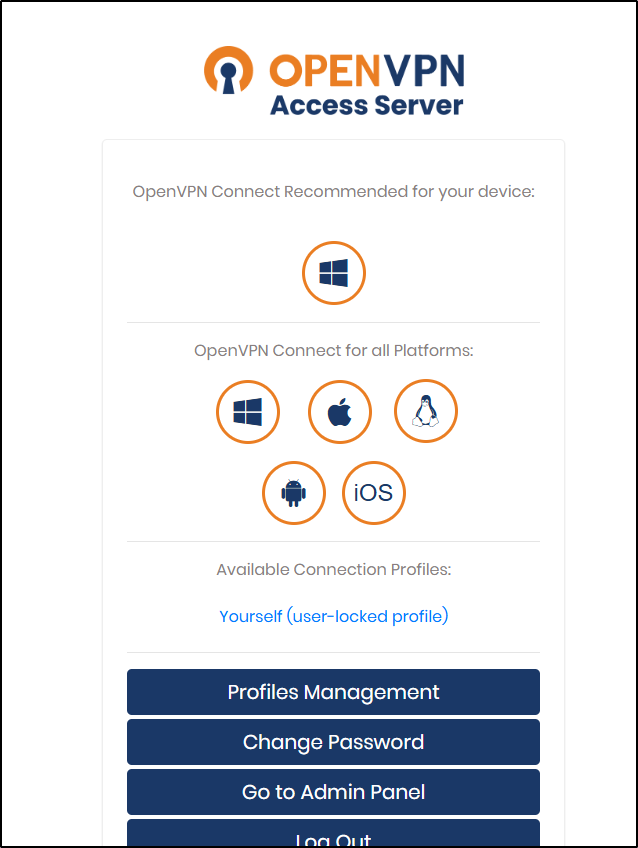 OPENVPN
Access Server
OpenVPN Connect Recommended for your device:
OpenVPN Connect for all Platforms:
iOS
Available Connection Profiles:
Yourself (user-locked profile)
Profiles Management
Change Password
Go to Admin Panel
Log Out